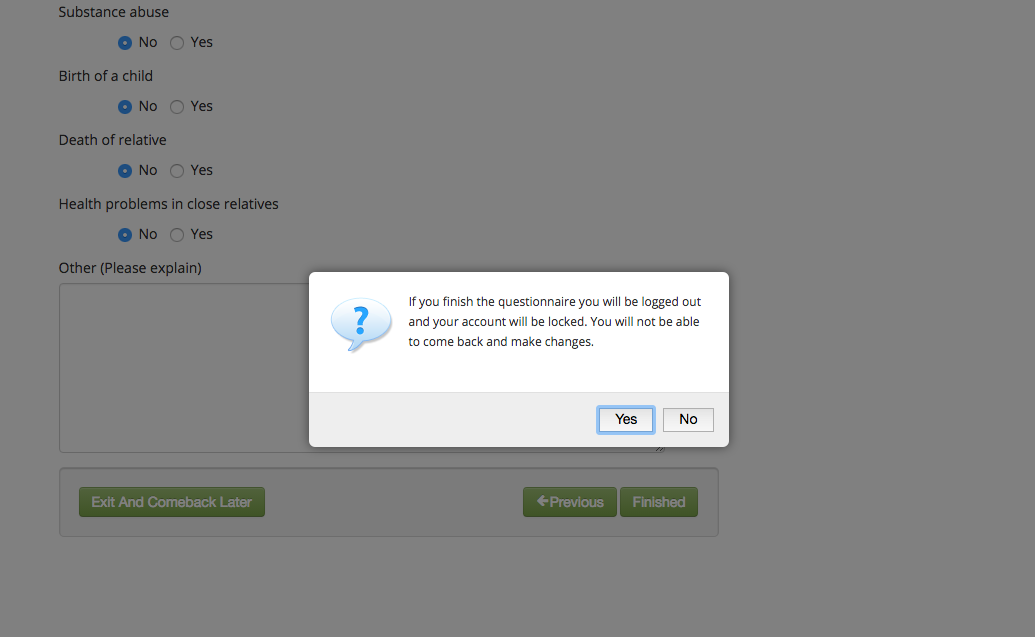 Substance abuse
No Yes
Birth of a child
No Yes
Death of relative
No Yes
Health problems in close relatives
No Yes
Other (Please explain)
?
If you finish the questionnaire you will be logged out
and your account will be locked. You will not be able
to come back and make changes.
Yes No
Exit And Comeback Later
Previous Finished